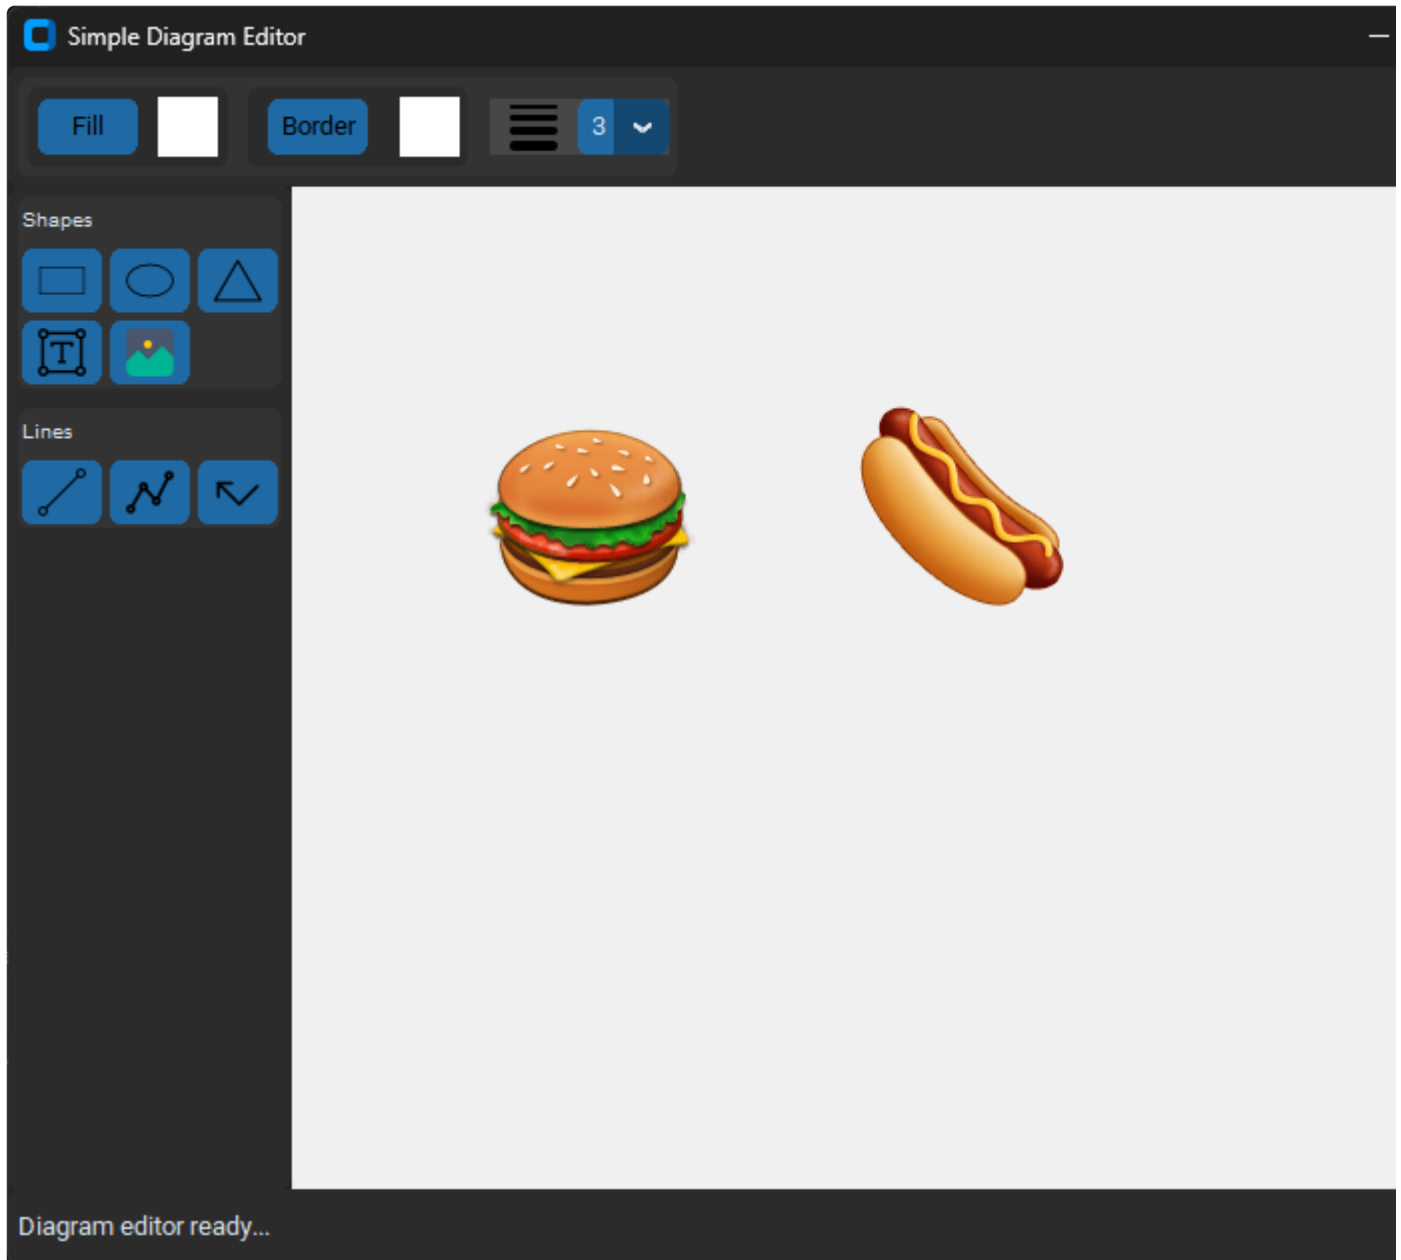 Simple Diagram Editor
Fill
Border
3
Shapes
T
Lines
Diagram editor ready...